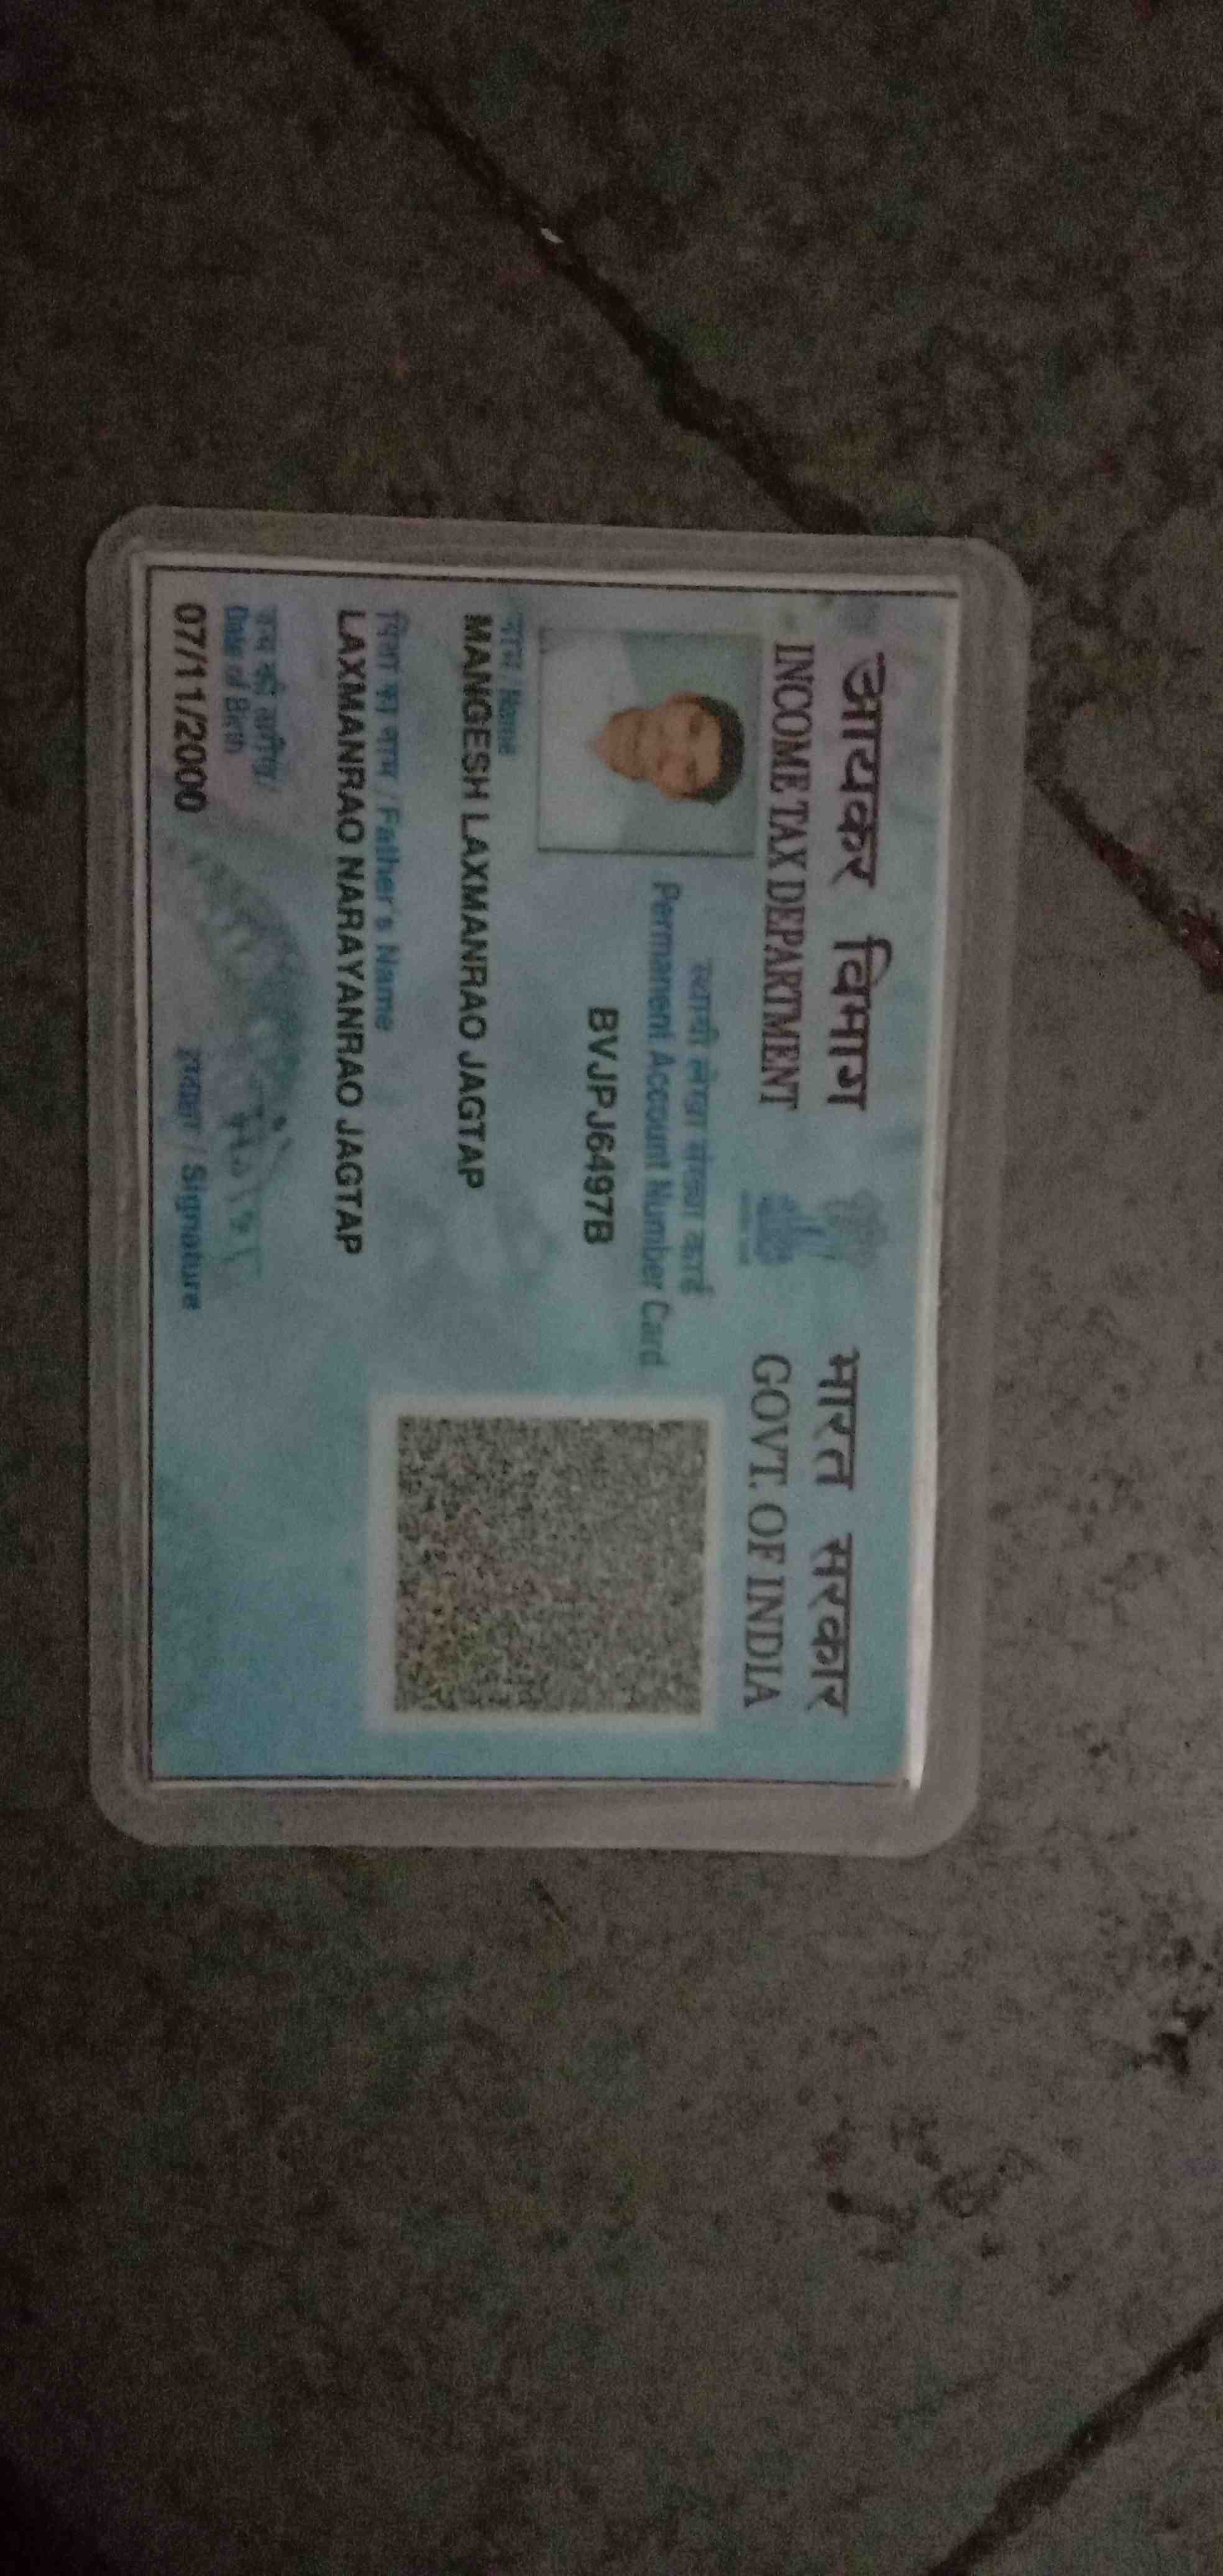 आयकर विभाग
INCOME TAX DEPARTMENT
भारत सरकार
GOVT. OF INDIA
स्थायी लेखा संख्या कार्ड
Permanent Account Number Card
BVJPJ6497B
नाम / Name
MANGESH LAXMANRAO JAGTAP
पिता का नाम / Father's Name
LAXMANRAO NARAYANRAO JAGTAP
जन्म की तारीख /
Date of Birth
07/11/2000
हस्ताक्षर / Signature